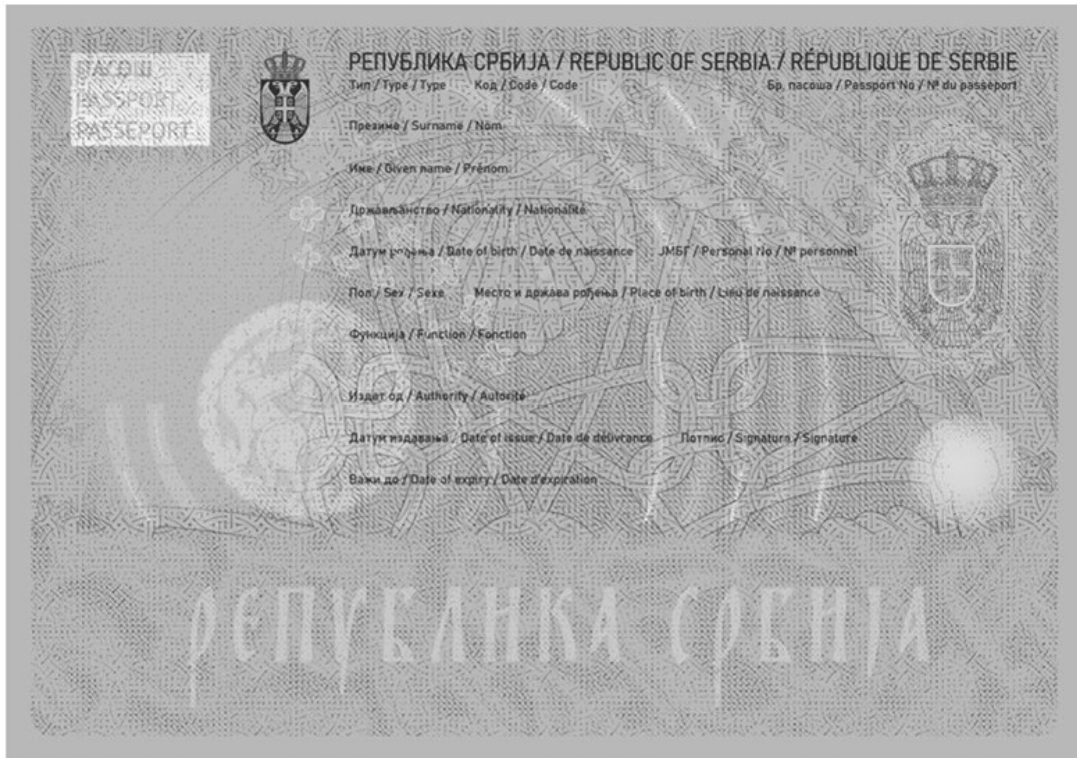 ПАСОШ
PASSPORT
PASSEPORT
РЕПУБЛИКА СРБИЈА / REPUBLIC OF SERBIA / RÉPUBLIQUE DE SERBIE
Тип / Type / Type Код / Code / Code Бр. пасоша / Passport No / Nº du passeport
Презиме / Surname / Nom
Име / Given name / Prénom
Држављанство / Nationality / Nationalité
Датум рођења / Date of birth / Date de naissance ЈМБГ / Personal No / Nº personnel
Пол / Sex / Sexe Место и држава рођења / Place of birth / Lieu de naissance
Функција / Function / Fonction
Издат од / Authority / Autorité
Датум издавања / Date of issue / Date de délivrance Потпис / Signature / Signature
Важи до / Date of expiry / Date d'expiration
РЕПУБЛИКА СРБИЈА